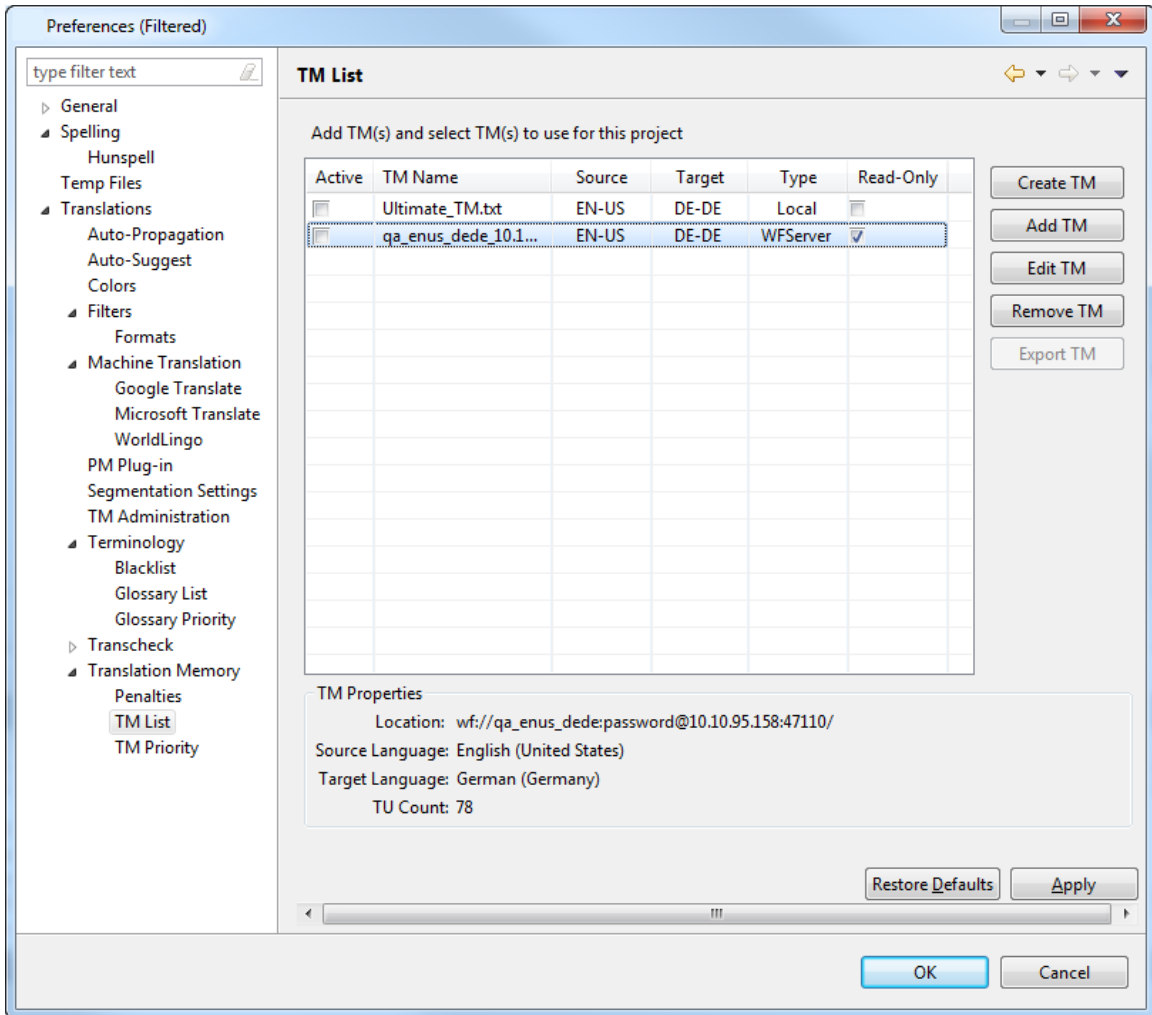 Preferences (Filtered)
type filter text
General
Spelling
Hunspell
Temp Files
Translations
Auto-Propagation
Auto-Suggest
Colors
Filters
Formats
Machine Translation
Google Translate
Microsoft Translate
WorldLingo
PM Plug-in
Segmentation Settings
TM Administration
Terminology
Blacklist
Glossary List
Glossary Priority
Transcheck
Translation Memory
Penalties
TM List
TM Priority
TM List
Add TM(s) and select TM(s) to use for this project
Active TM Name Source Target Type Read-Only
Ultimate_TM.txt EN-US DE-DE Local
qa_enus_dede_10.1... EN-US DE-DE WFServer
Create TM
Add TM
Edit TM
Remove TM
Export TM
TM Properties
Location: wf://qa_enus_dede:password@10.10.95.158:47110/
Source Language: English (United States)
Target Language: German (Germany)
TU Count: 78
Restore Defaults Apply
OK Cancel